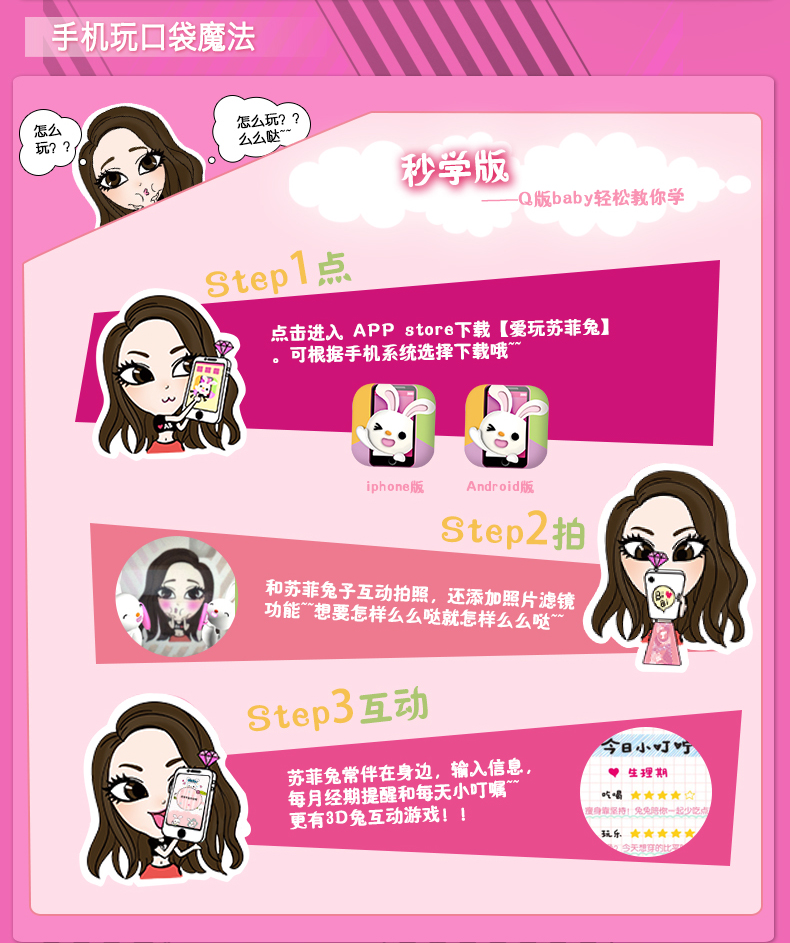 手机玩口袋魔法
怎么
玩？？
怎么玩？？
么么哒~~
秒学版
——Q版baby轻松教你学
Step1点
点击进入 APP store下载【爱玩苏菲兔】
。可根据手机系统选择下载哦~~
iphone版
Android版
Step2拍
和苏菲兔子互动拍照，还添加照片滤镜
功能~~想要怎样么么哒就怎样么么哒~~
Step3互动
苏菲兔常伴在身边，输入信息，
每月经期提醒和每天小叮嘱~~
更有3D兔互动游戏！！
今日小叮咛
生理期
吃喝
瘦身靠坚持！兔兔陪你一起少吃点
玩乐
今天想穿的比